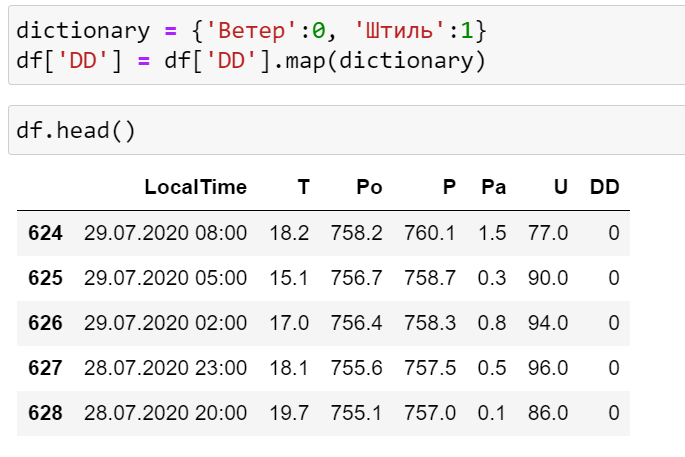 dictionary = {'Ветер':0, 'Штиль':1}
df['DD'] = df['DD'].map(dictionary)
df.head()
LocalTime T Po P Pa U DD
624 29.07.2020 08:00 18.2 758.2 760.1 1.5 77.0 0
625 29.07.2020 05:00 15.1 756.7 758.7 0.3 90.0 0
626 29.07.2020 02:00 17.0 756.4 758.3 0.8 94.0 0
627 28.07.2020 23:00 18.1 755.6 757.5 0.5 96.0 0
628 28.07.2020 20:00 19.7 755.1 757.0 0.1 86.0 0